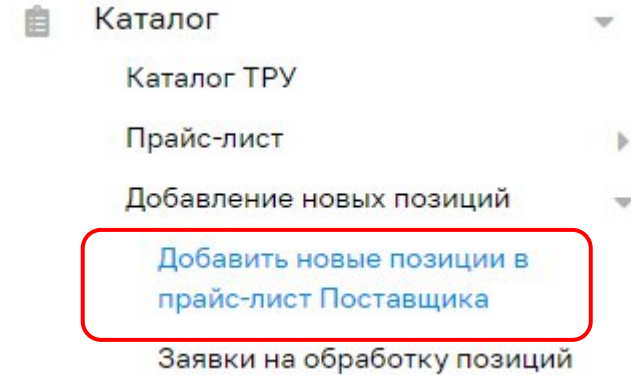 Каталог
Каталог ТРУ
Прайс-лист
Добавление новых позиций
Добавить новые позиции в
прайс-лист Поставщика
Заявки на обработку позиций